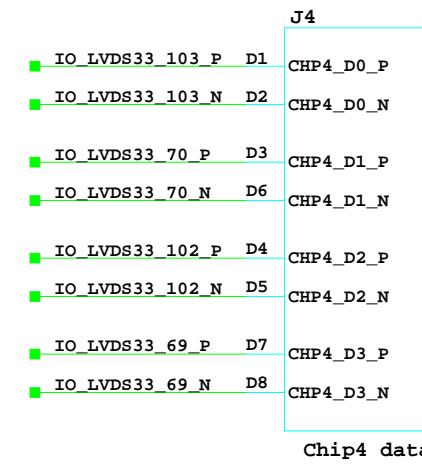 J4
IO_LVDS33_103_P D1 CHP4_D0_P
IO_LVDS33_103_N D2 CHP4_D0_N
IO_LVDS33_70_P D3 CHP4_D1_P
IO_LVDS33_70_N D6 CHP4_D1_N
IO_LVDS33_102_P D4 CHP4_D2_P
IO_LVDS33_102_N D5 CHP4_D2_N
IO_LVDS33_69_P D7 CHP4_D3_P
IO_LVDS33_69_N D8 CHP4_D3_N
Chip4 data